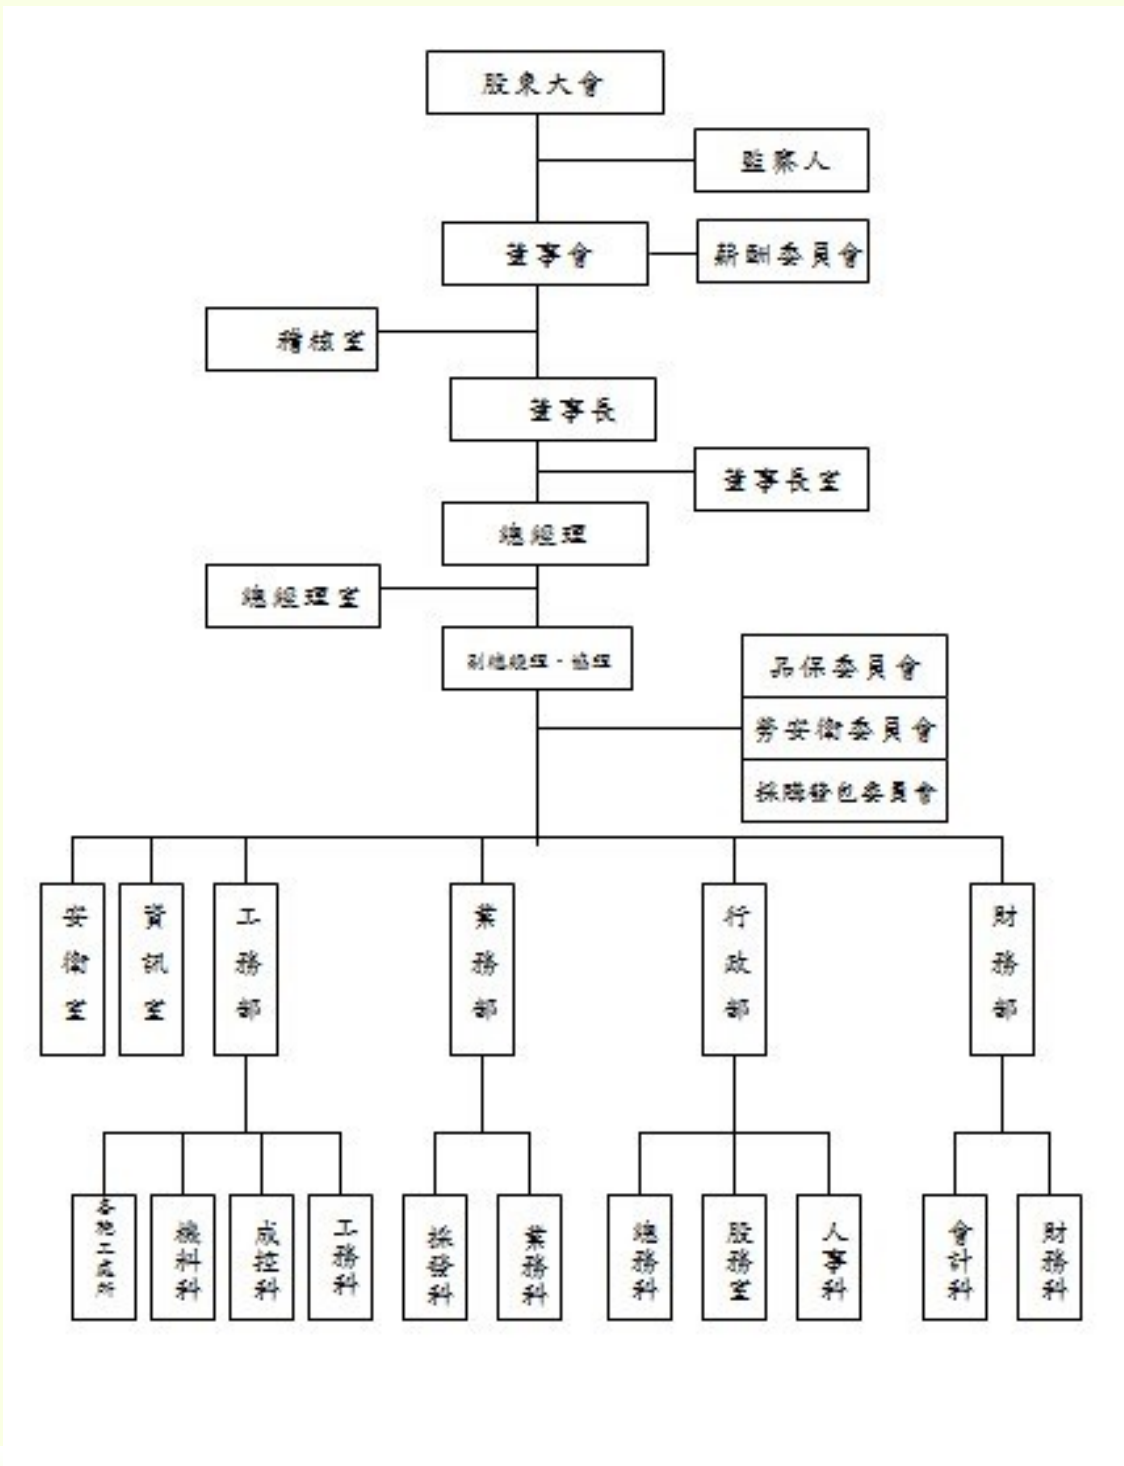 股東大會
監察人
董事會
薪酬委員會
稽核室
董事長
董事長室
總經理
總經理室
副總經理、協理
品保委員會
勞安衛委員會
採購發包委員會
安衛室
資訊室
工務部
業務部
行政部
財務部
各施工處所
機料科
成控科
工務科
採發科
業務科
總務科
股務室
人事科
會計科
財務科